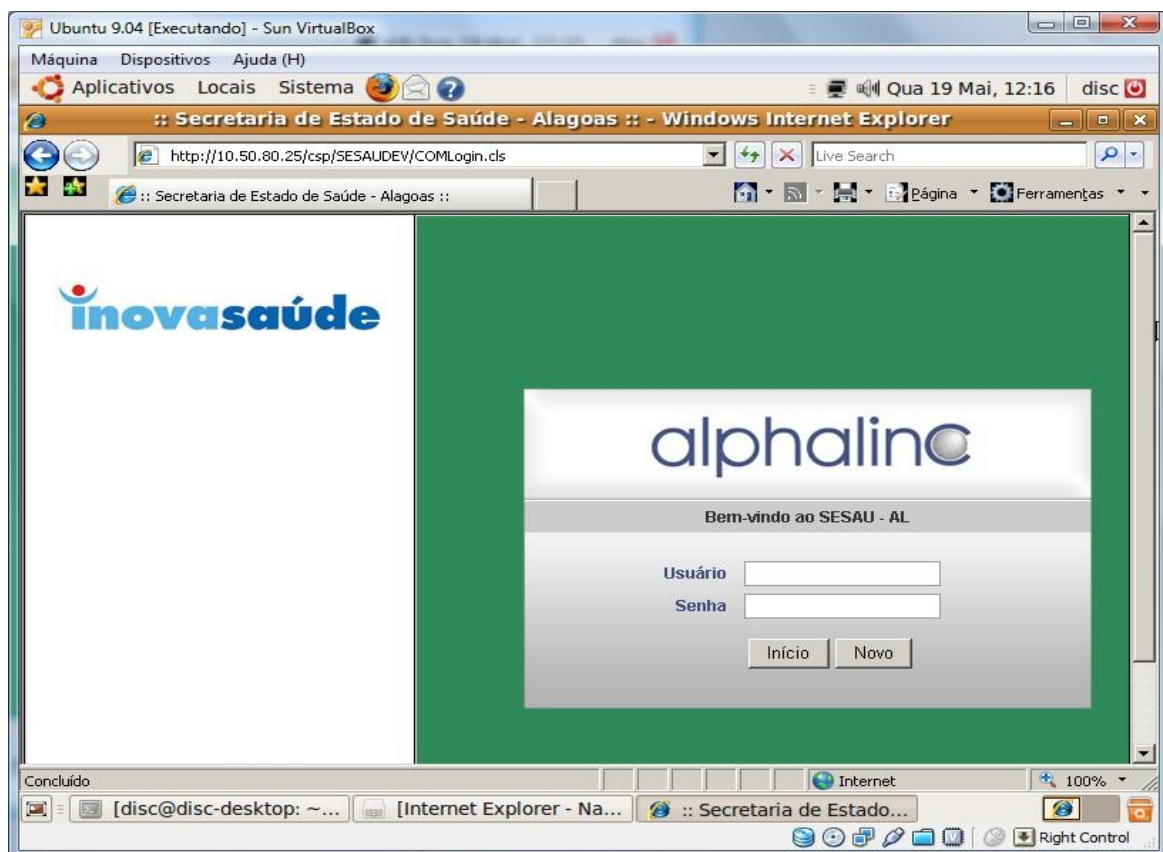 Ubuntu 9.04 [Executando] - Sun VirtualBox
Máquina Dispositivos Ajuda (H)
Aplicativos Locais Sistema Qua 19 Mai, 12:16 disc
:: Secretaria de Estado de Saúde - Alagoas :: - Windows Internet Explorer
http://10.50.80.25/csp/SESAUDEV/COMLogin.cls Live Search
:: Secretaria de Estado de Saúde - Alagoas :: Página Ferramentas
inovasaúde
alphalinc
Bem-vindo ao SESAU - AL
Usuário
Senha
Início Novo
Concluído Internet 100%
[disc@disc-desktop: ~... [Internet Explorer - Na... :: Secretaria de Estado...
Right Control